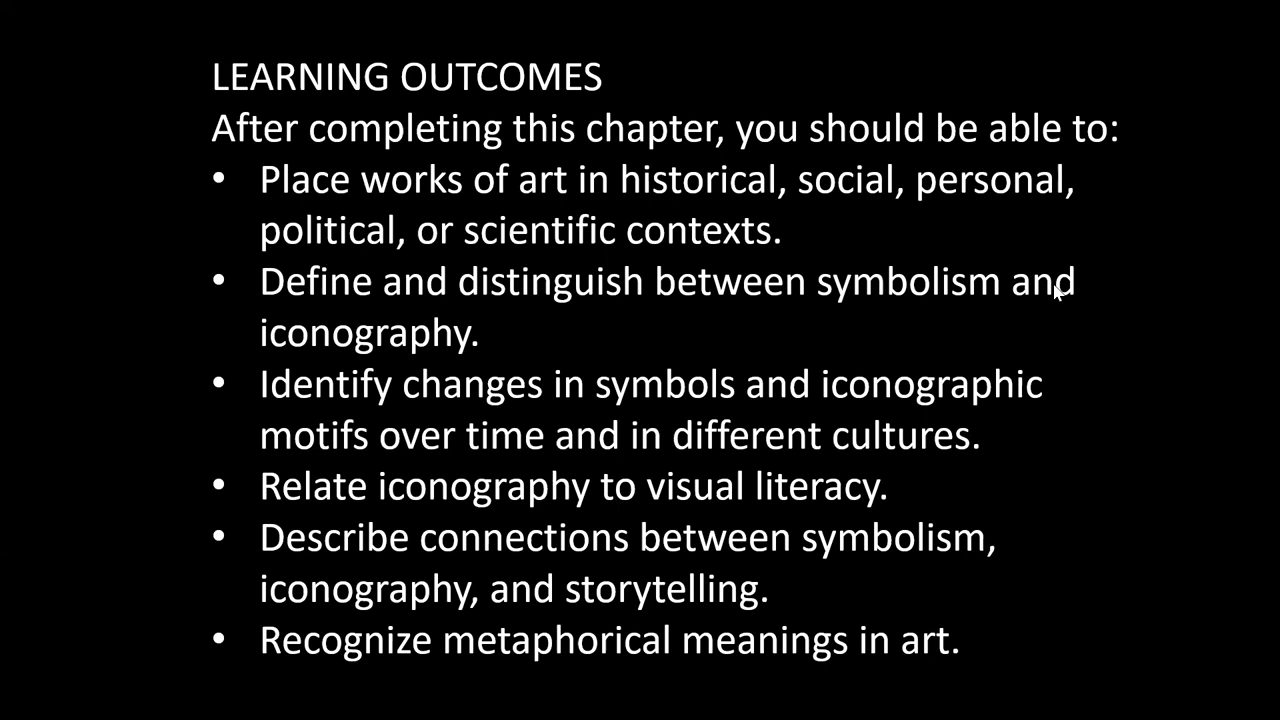 LEARNING OUTCOMES
After completing this chapter, you should be able to:
• Place works of art in historical, social, personal,
political, or scientific contexts.
• Define and distinguish between symbolism and
iconography.
• Identify changes in symbols and iconographic
motifs over time and in different cultures.
• Relate iconography to visual literacy.
• Describe connections between symbolism,
iconography, and storytelling.
• Recognize metaphorical meanings in art.